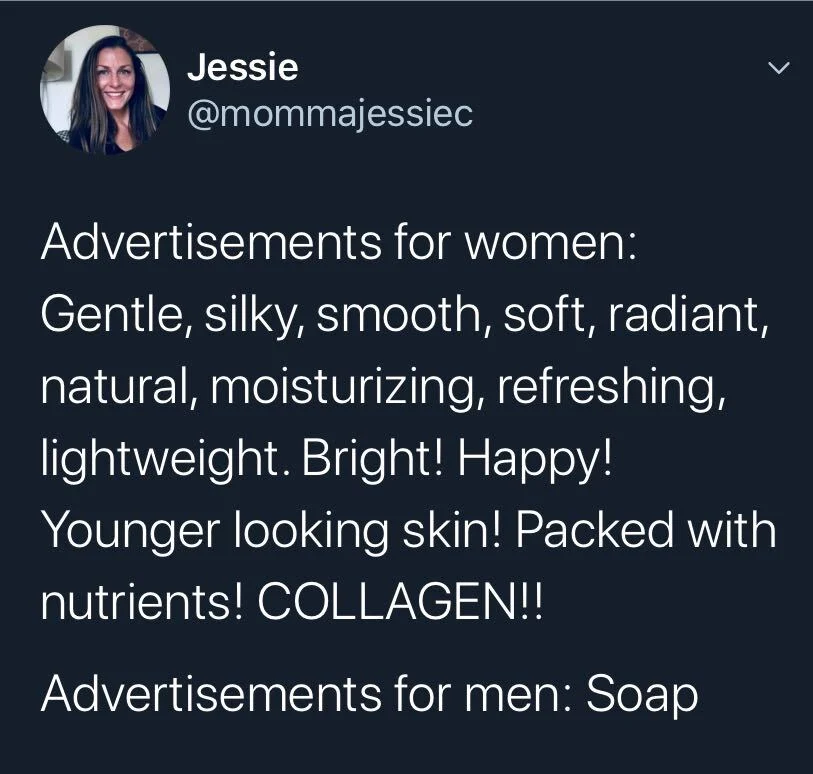 Jessie
@mommajessiec
Advertisements for women:
Gentle, silky, smooth, soft, radiant,
natural, moisturizing, refreshing,
lightweight. Bright! Happy!
Younger looking skin! Packed with
nutrients! COLLAGEN!!
Advertisements for men: Soap